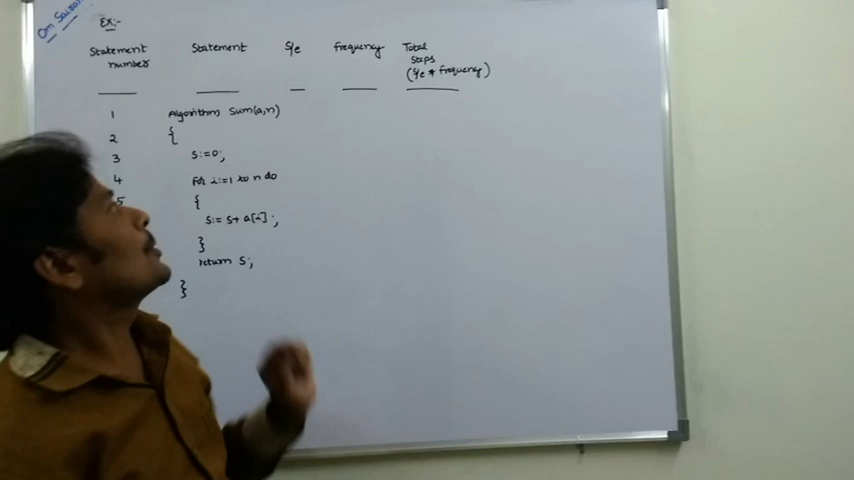 Om Sairam
Ex:-
Statement number Statement S/e frequency Total Steps (S/e * frequency)
1 Algorithm Sum(a,n)
2 {
3 S:=0;
4 For i:=1 to n do
5 {
S:= S+ a[i];
}
return S;
}